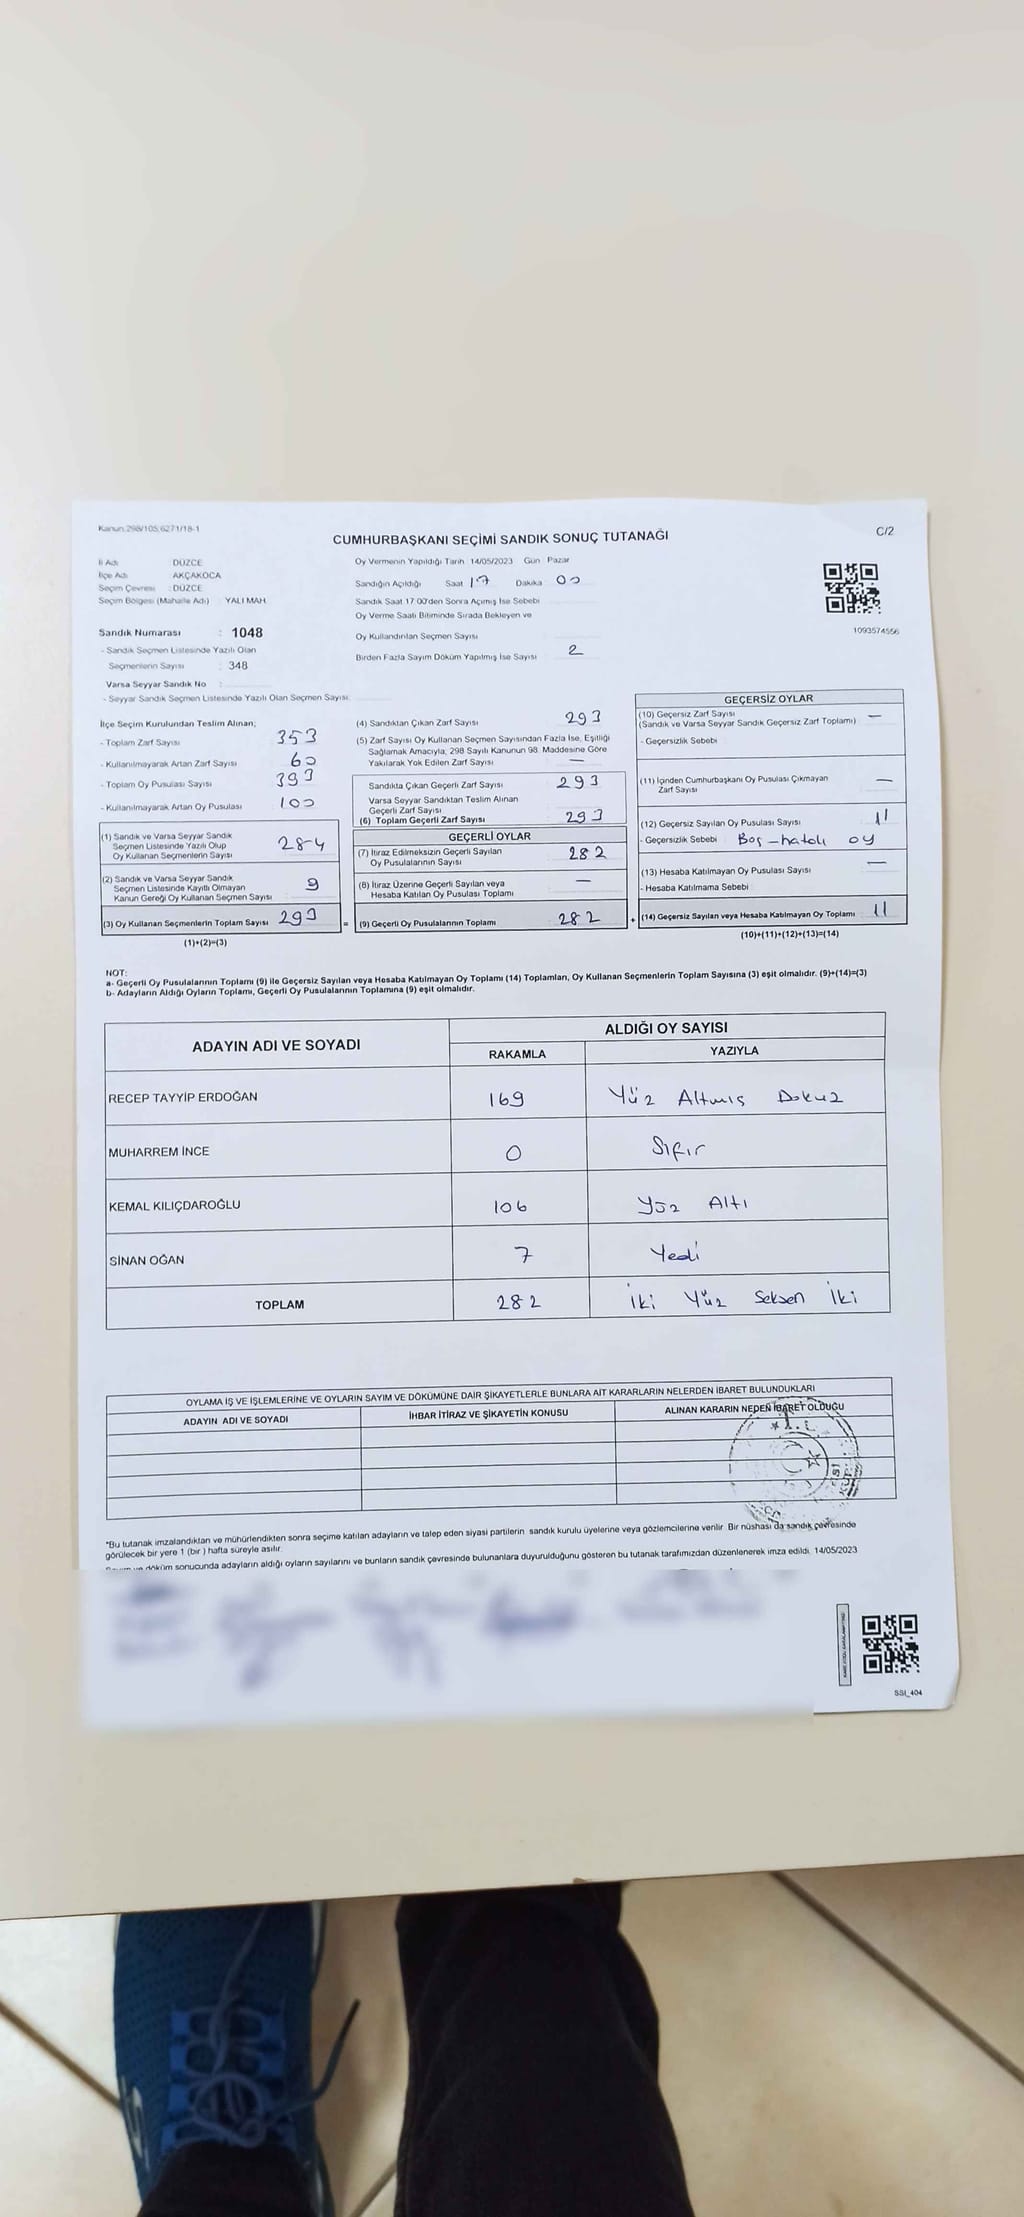 Kanun:298/105;6271/18-1
C/2
CUMHURBAŞKANI SEÇİMİ SANDIK SONUÇ TUTANAĞI
İl Adı : DÜZCE
İlçe Adı : AKÇAKOCA
Seçim Çevresi : DÜZCE
Seçim Bölgesi (Mahalle Adı) : YALI MAH.
Sandık Numarası : 1048
- Sandık Seçmen Listesinde Yazılı Olan
Seçmenlerin Sayısı : 348
Varsa Seyyar Sandık No :
- Seyyar Sandık Seçmen Listesinde Yazılı Olan Seçmen Sayısı:
Oy Vermenin Yapıldığı Tarih 14/05/2023 Gün Pazar
Sandığın Açıldığı Saat 17 Dakika 00
Sandık Saat 17:00'den Sonra Açımış İse Sebebi
Oy Verme Saati Bitiminde Sırada Bekleyen ve
Oy Kullandırılan Seçmen Sayısı
Birden Fazla Sayım Döküm Yapılmış İse Sayısı 2
1093574556
İlçe Seçim Kurulundan Teslim Alınan;
- Toplam Zarf Sayısı 353
- Kullanılmayarak Artan Zarf Sayısı 60
- Toplam Oy Pusulası Sayısı 393
- Kullanılmayarak Artan Oy Pusulası 100
(1) Sandık ve Varsa Seyyar Sandık
Seçmen Listesinde Yazılı Olup
Oy Kullanan Seçmenlerin Sayısı 284
(2) Sandık ve Varsa Seyyar Sandık
Seçmen Listesinde Kayıtlı Olmayan
Kanun Gereği Oy Kullanan Seçmen Sayısı 9
(3) Oy Kullanan Seçmenlerin Toplam Sayısı 293
(1)+(2)=(3)
(4) Sandıktan Çıkan Zarf Sayısı 293
(5) Zarf Sayısı Oy Kullanan Seçmen Sayısından Fazla İse, Eşitliği
Sağlamak Amacıyla, 298 Sayılı Kanunun 98. Maddesine Göre
Yakılarak Yok Edilen Zarf Sayısı —
Sandıkta Çıkan Geçerli Zarf Sayısı 293
Varsa Seyyar Sandıktan Teslim Alınan
Geçerli Zarf Sayısı
(6) Toplam Geçerli Zarf Sayısı 293
GEÇERLİ OYLAR
(7) İtiraz Edilmeksizin Geçerli Sayılan
Oy Pusulalarının Sayısı 282
(8) İtiraz Üzerine Geçerli Sayılan veya
Hesaba Katılan Oy Pusulası Toplamı —
= (9) Geçerli Oy Pusulalarının Toplamı 282
GEÇERSİZ OYLAR
(10) Geçersiz Zarf Sayısı
(Sandık ve Varsa Seyyar Sandık Geçersiz Zarf Toplamı) —
- Geçersizlik Sebebi
(11) İçinden Cumhurbaşkanı Oy Pusulası Çıkmayan
Zarf Sayısı —
(12) Geçersiz Sayılan Oy Pusulası Sayısı 11
- Geçersizlik Sebebi : Boş-hatalı oy
(13) Hesaba Katılmayan Oy Pusulası Sayısı —
- Hesaba Katılmama Sebebi
+ (14) Geçersiz Sayılan veya Hesaba Katılmayan Oy Toplamı 11
(10)+(11)+(12)+(13)=(14)
NOT:
a- Geçerli Oy Pusulalarının Toplamı (9) ile Geçersiz Sayılan veya Hesaba Katılmayan Oy Toplamı (14) Toplamları, Oy Kullanan Seçmenlerin Toplam Sayısına (3) eşit olmalıdır. (9)+(14)=(3)
b- Adayların Aldığı Oyların Toplamı, Geçerli Oy Pusulalarının Toplamına (9) eşit olmalıdır.
ADAYIN ADI VE SOYADI
ALDIĞI OY SAYISI
RAKAMLA YAZIYLA
RECEP TAYYİP ERDOĞAN 169 Yüz Altmış Dokuz
MUHARREM İNCE 0 Sıfır
KEMAL KILIÇDAROĞLU 106 Yüz Altı
SİNAN OĞAN 7 Yedi
TOPLAM 282 İki Yüz Seksen İki
OYLAMA İŞ VE İŞLEMLERİNE VE OYLARIN SAYIM VE DÖKÜMÜNE DAİR ŞİKAYETLERLE BUNLARA AİT KARARLARIN NELERDEN İBARET BULUNDUKLARI
ADAYIN ADI VE SOYADI İHBAR İTİRAZ VE ŞİKAYETİN KONUSU ALINAN KARARIN NEDEN İBARET OLDUĞU
*Bu tutanak imzalandıktan ve mühürlendikten sonra seçime katılan adayların ve talep eden siyasi partilerin sandık kurulu üyelerine veya gözlemcilerine verilir. Bir nüshası da sandık çevresinde
görülecek bir yere 1 (bir ) hafta süreyle asılır.
ve döküm sonucunda adayların aldığı oyların sayılarını ve bunların sandık çevresinde bulunanlara duyurulduğunu gösteren bu tutanak tarafımızdan düzenlenerek imza edildi. 14/05/2023
SSI_404